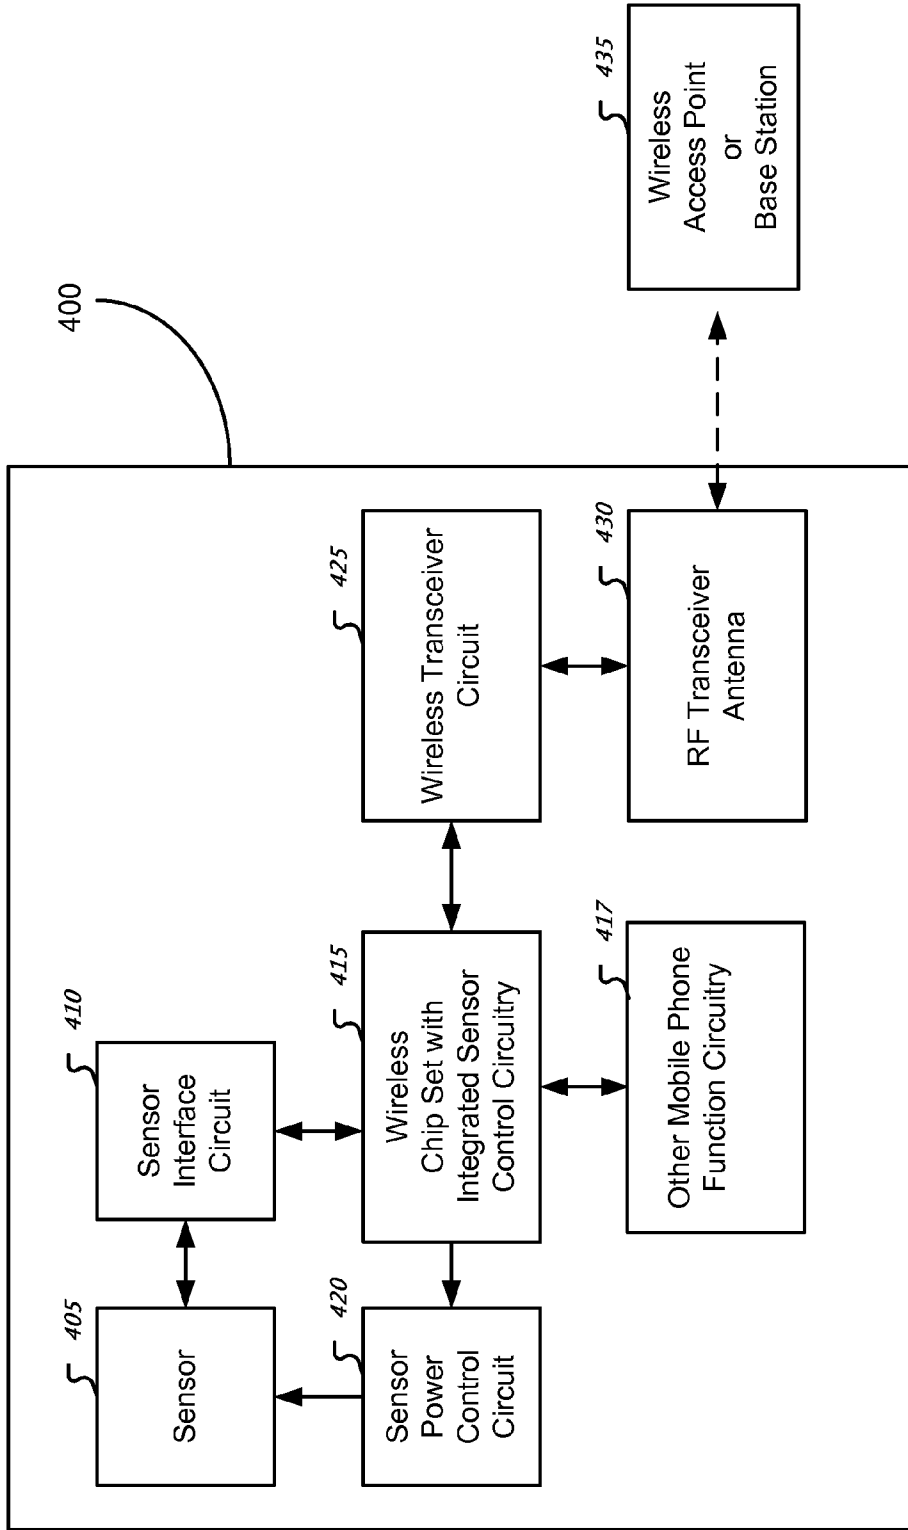 400
405
Sensor
410
Sensor
Interface
Circuit
420
Sensor
Power
Control
Circuit
415
Wireless
Chip Set with
Integrated Sensor
Control Circuitry
425
Wireless Transceiver
Circuit
417
Other Mobile Phone
Function Circuitry
430
RF Transceiver
Antenna
435
Wireless
Access Point
or
Base Station